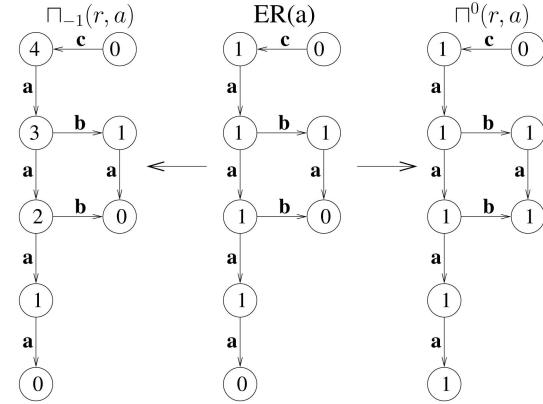 ⊓₋₁(r, a) ER(a) ⊓⁰(r, a)
4 c 0 1 c 0 1 c 0
a a a
3 b 1 1 b 1 1 b 1
a a a a a a
2 b 0 1 b 0 1 b 1
a a a
1 1 1
a a a
0 0 1